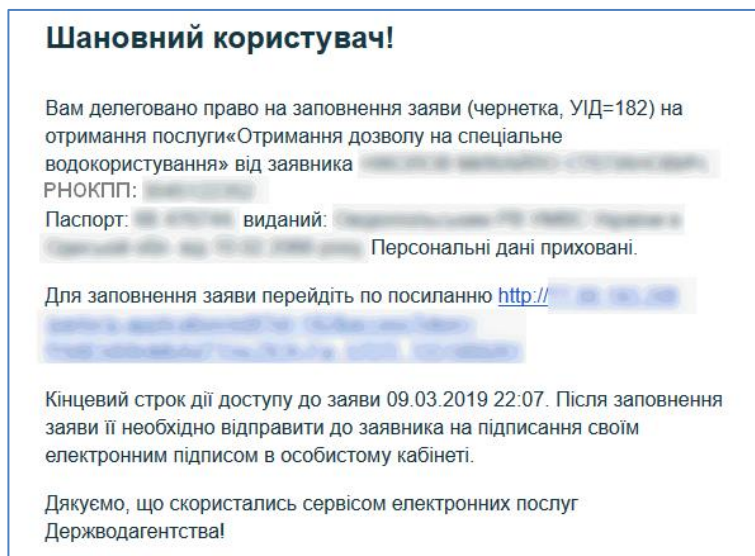 Шановний користувач!
Вам делеговано право на заповнення заяви (чернетка, УІД=182) на
отримання послуги«Отримання дозволу на спеціальне
водокористування» від заявника
РНОКПП:
Паспорт: виданий:
Персональні дані приховані.
Для заповнення заяви перейдіть по посиланню http://
Кінцевий строк дії доступу до заяви 09.03.2019 22:07. Після заповнення
заяви її необхідно відправити до заявника на підписання своїм
електронним підписом в особистому кабінеті.
Дякуємо, що скористались сервісом електронних послуг
Держводагентства!